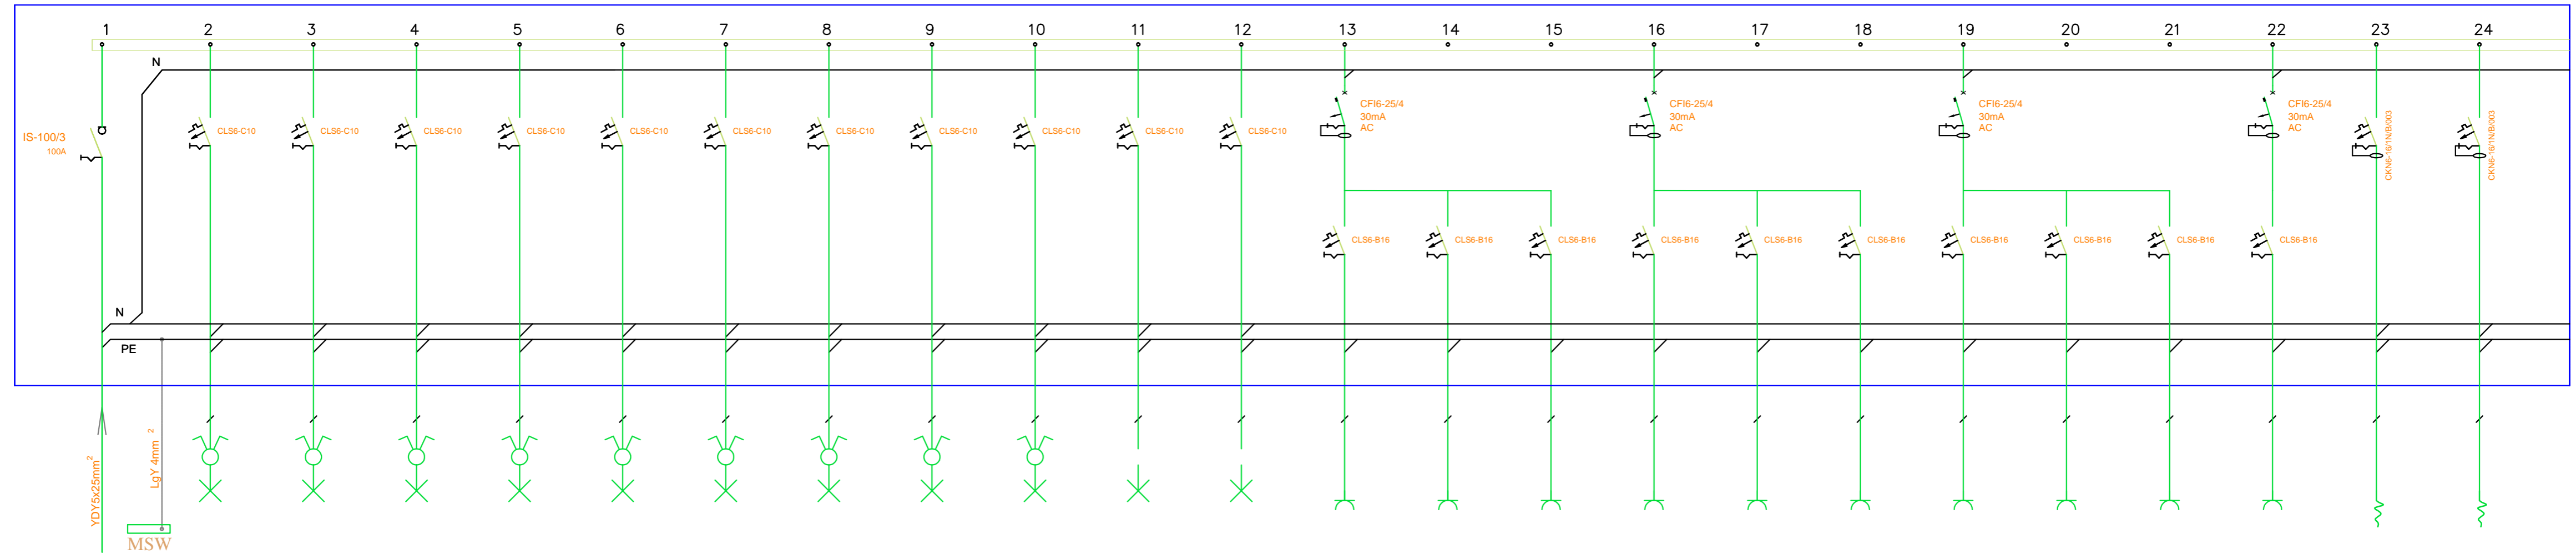 1 2 3 4 5 6 7 8 9 10 11 12 13 14 15 16 17 18 19 20 21 22 23 24
N
IS-100/3
100A
CLS6-C10 CLS6-C10 CLS6-C10 CLS6-C10 CLS6-C10 CLS6-C10 CLS6-C10 CLS6-C10 CLS6-C10 CLS6-C10 CLS6-C10
CFI6-25/4
30mA
AC
CFI6-25/4
30mA
AC
CFI6-25/4
30mA
AC
CFI6-25/4
30mA
AC
CKN6-16/1N/B/003
CKN6-16/1N/B/003
CLS6-B16 CLS6-B16 CLS6-B16 CLS6-B16 CLS6-B16 CLS6-B16 CLS6-B16 CLS6-B16 CLS6-B16 CLS6-B16
N
PE
YDY5x25mm²
LgY 4mm ²
MSW